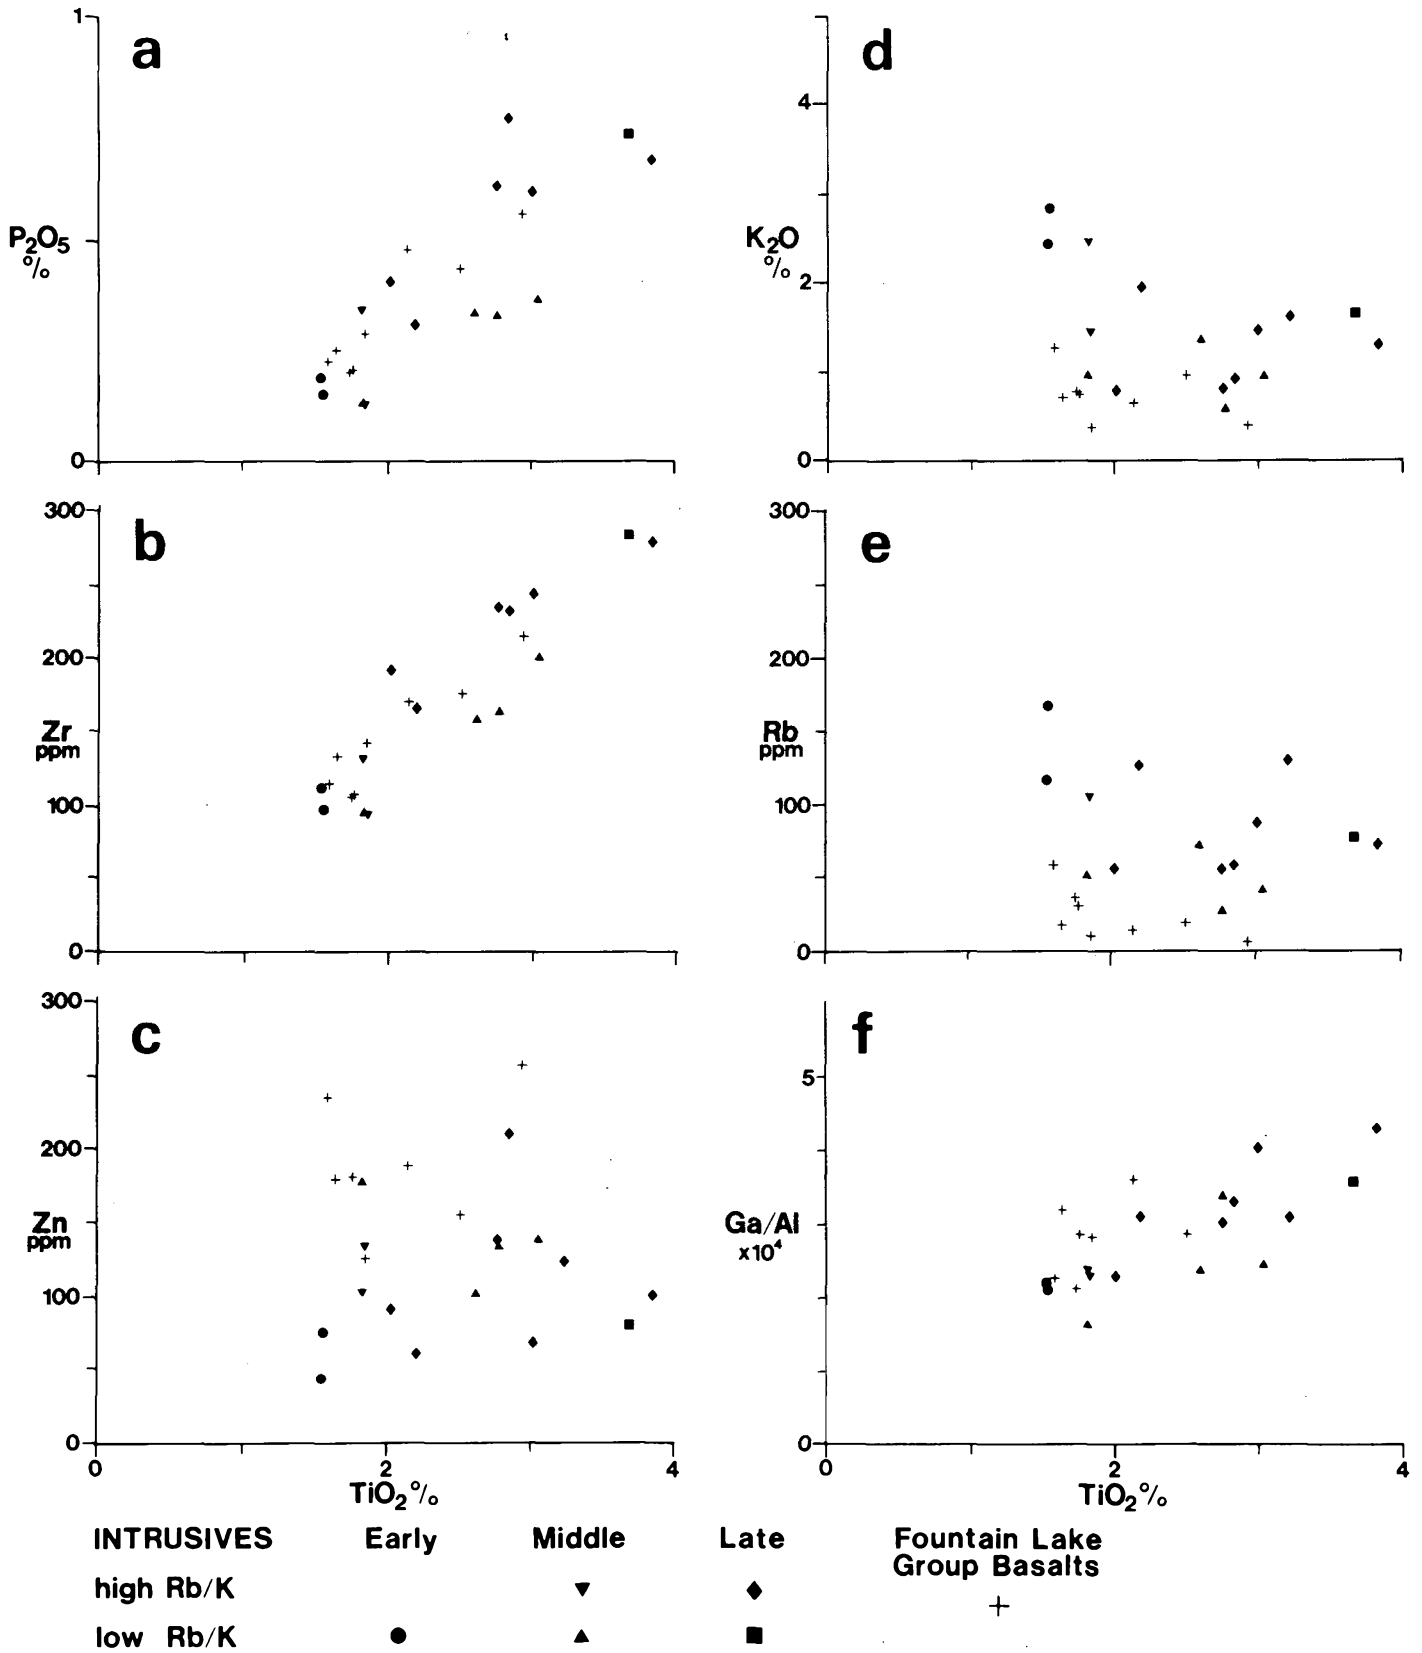 a
1
P₂O₅
%
0
d
4
K₂O
%
2
0
b
300
200
Zr
ppm
100
0
e
300
200
Rb
ppm
100
0
c
300
200
Zn
ppm
100
0
0 2 4
TiO₂%
f
5
Ga/Al
x10⁴
0
0 2 4
TiO₂%
INTRUSIVES Early Middle Late Fountain Lake
Group Basalts
high Rb/K
low Rb/K